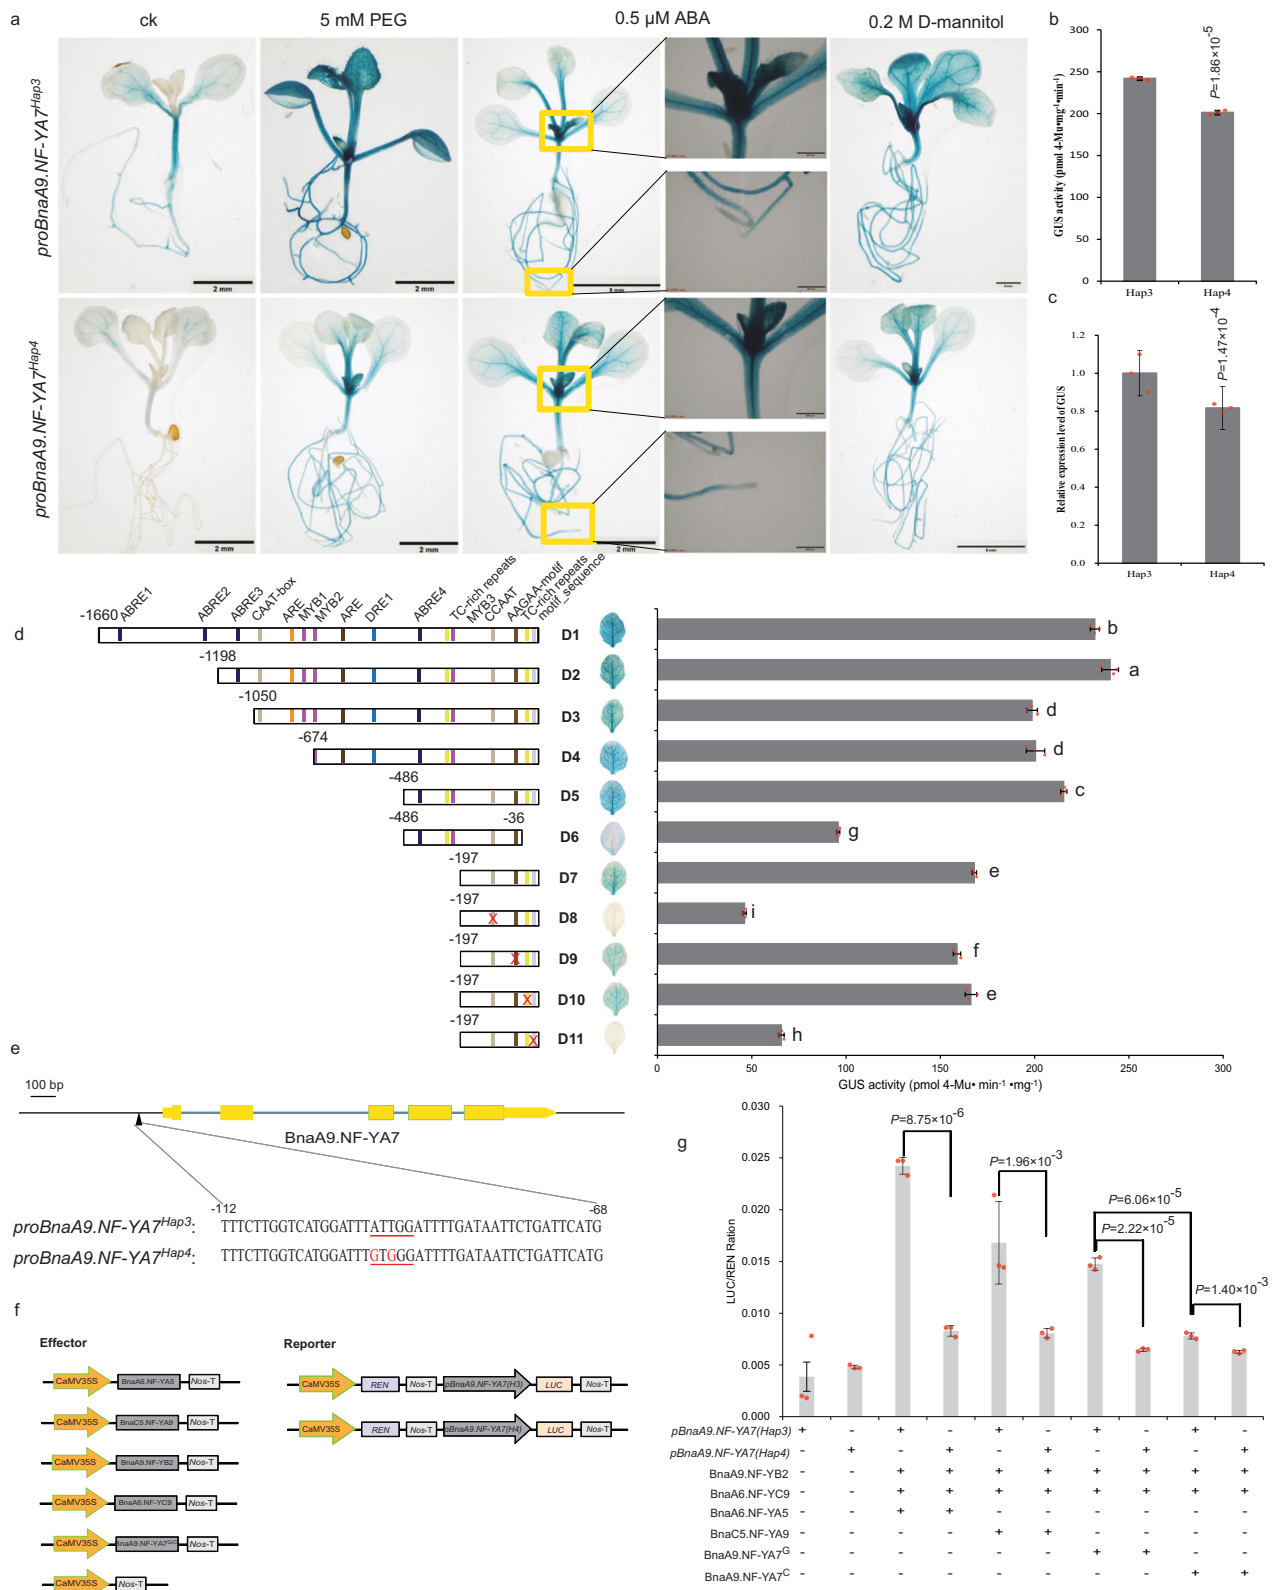 a
ck
5 mM PEG
0.5 µM ABA
0.2 M D-mannitol
proBnaA9.NF-YA7Hap3
proBnaA9.NF-YA7Hap4
2 mm
2 mm
5 mm
2 mm
2 mm
2 mm
b
GUS activity (pmol 4-Mu•mg-1•min-1)
300
250
200
150
100
50
0
P=1.86×10-5
Hap3 Hap4
c
Relative expression level of GUS
1.2
1.0
0.8
0.6
0.4
0.2
0.0
P=1.47×10-4
Hap3 Hap4
d
-1660 ABRE1 ABRE2 ABRE3 CAAT-box ARE MYB1 MYB2 ARE DRE1 ABRE4 TC-rich repeats MYB3 CCAAT AAGAA-motif TC-rich repeats motif_sequence
D1 b
-1198
D2 a
-1050
D3 d
-674
D4 d
-486
D5 c
-486 -36
D6 g
-197
D7 e
-197
X D8 i
-197
X D9 f
-197
X D10 e
-197
X D11 h
0 50 100 150 200 250 300
GUS activity (pmol 4-Mu• min-1 •mg-1)
e
100 bp
BnaA9.NF-YA7
-112 -68
proBnaA9.NF-YA7Hap3: TTTCTTGGTCATGGATTTATTGGATTTTGATAATTCTGATTCATG
proBnaA9.NF-YA7Hap4: TTTCTTGGTCATGGATTTGTGGGATTTTGATAATTCTGATTCATG
f
Effector
CaMV35S BnaA6.NF-YA5 Nos-T
CaMV35S BnaC5.NF-YA9 Nos-T
CaMV35S BnaA9.NF-YB2 Nos-T
CaMV35S BnaA6.NF-YC9 Nos-T
CaMV35S BnaA9.NF-YA7G/C Nos-T
CaMV35S Nos-T
Reporter
CaMV35S REN Nos-T pBnaA9.NF-YA7(H3) LUC Nos-T
CaMV35S REN Nos-T pBnaA9.NF-YA7(H4) LUC Nos-T
g
LUC/REN Ration
0.030
0.025
0.020
0.015
0.010
0.005
0.000
P=8.75×10-6
P=1.96×10-3
P=6.06×10-5
P=2.22×10-5
P=1.40×10-3
pBnaA9.NF-YA7(Hap3) + - + - + - + - + -
pBnaA9.NF-YA7(Hap4) - + - + - + - + - +
BnaA9.NF-YB2 - - + + + + + + + +
BnaA6.NF-YC9 - - + + + + + + + +
BnaA6.NF-YA5 - - + + - - - - - -
BnaC5.NF-YA9 - - - - + + - - - -
BnaA9.NF-YA7G - - - - - - + + - -
BnaA9.NF-YA7C - - - - - - - - + +